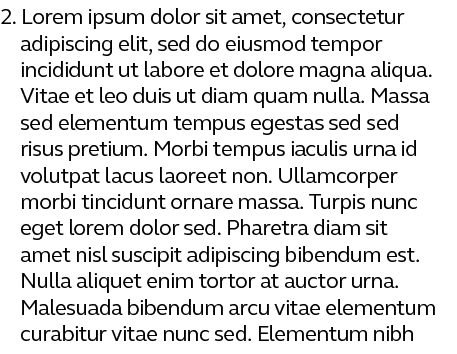 2. Lorem ipsum dolor sit amet, consectetur
adipiscing elit, sed do eiusmod tempor
incididunt ut labore et dolore magna aliqua.
Vitae et leo duis ut diam quam nulla. Massa
sed elementum tempus egestas sed sed
risus pretium. Morbi tempus iaculis urna id
volutpat lacus laoreet non. Ullamcorper
morbi tincidunt ornare massa. Turpis nunc
eget lorem dolor sed. Pharetra diam sit
amet nisl suscipit adipiscing bibendum est.
Nulla aliquet enim tortor at auctor urna.
Malesuada bibendum arcu vitae elementum
curabitur vitae nunc sed. Elementum nibh